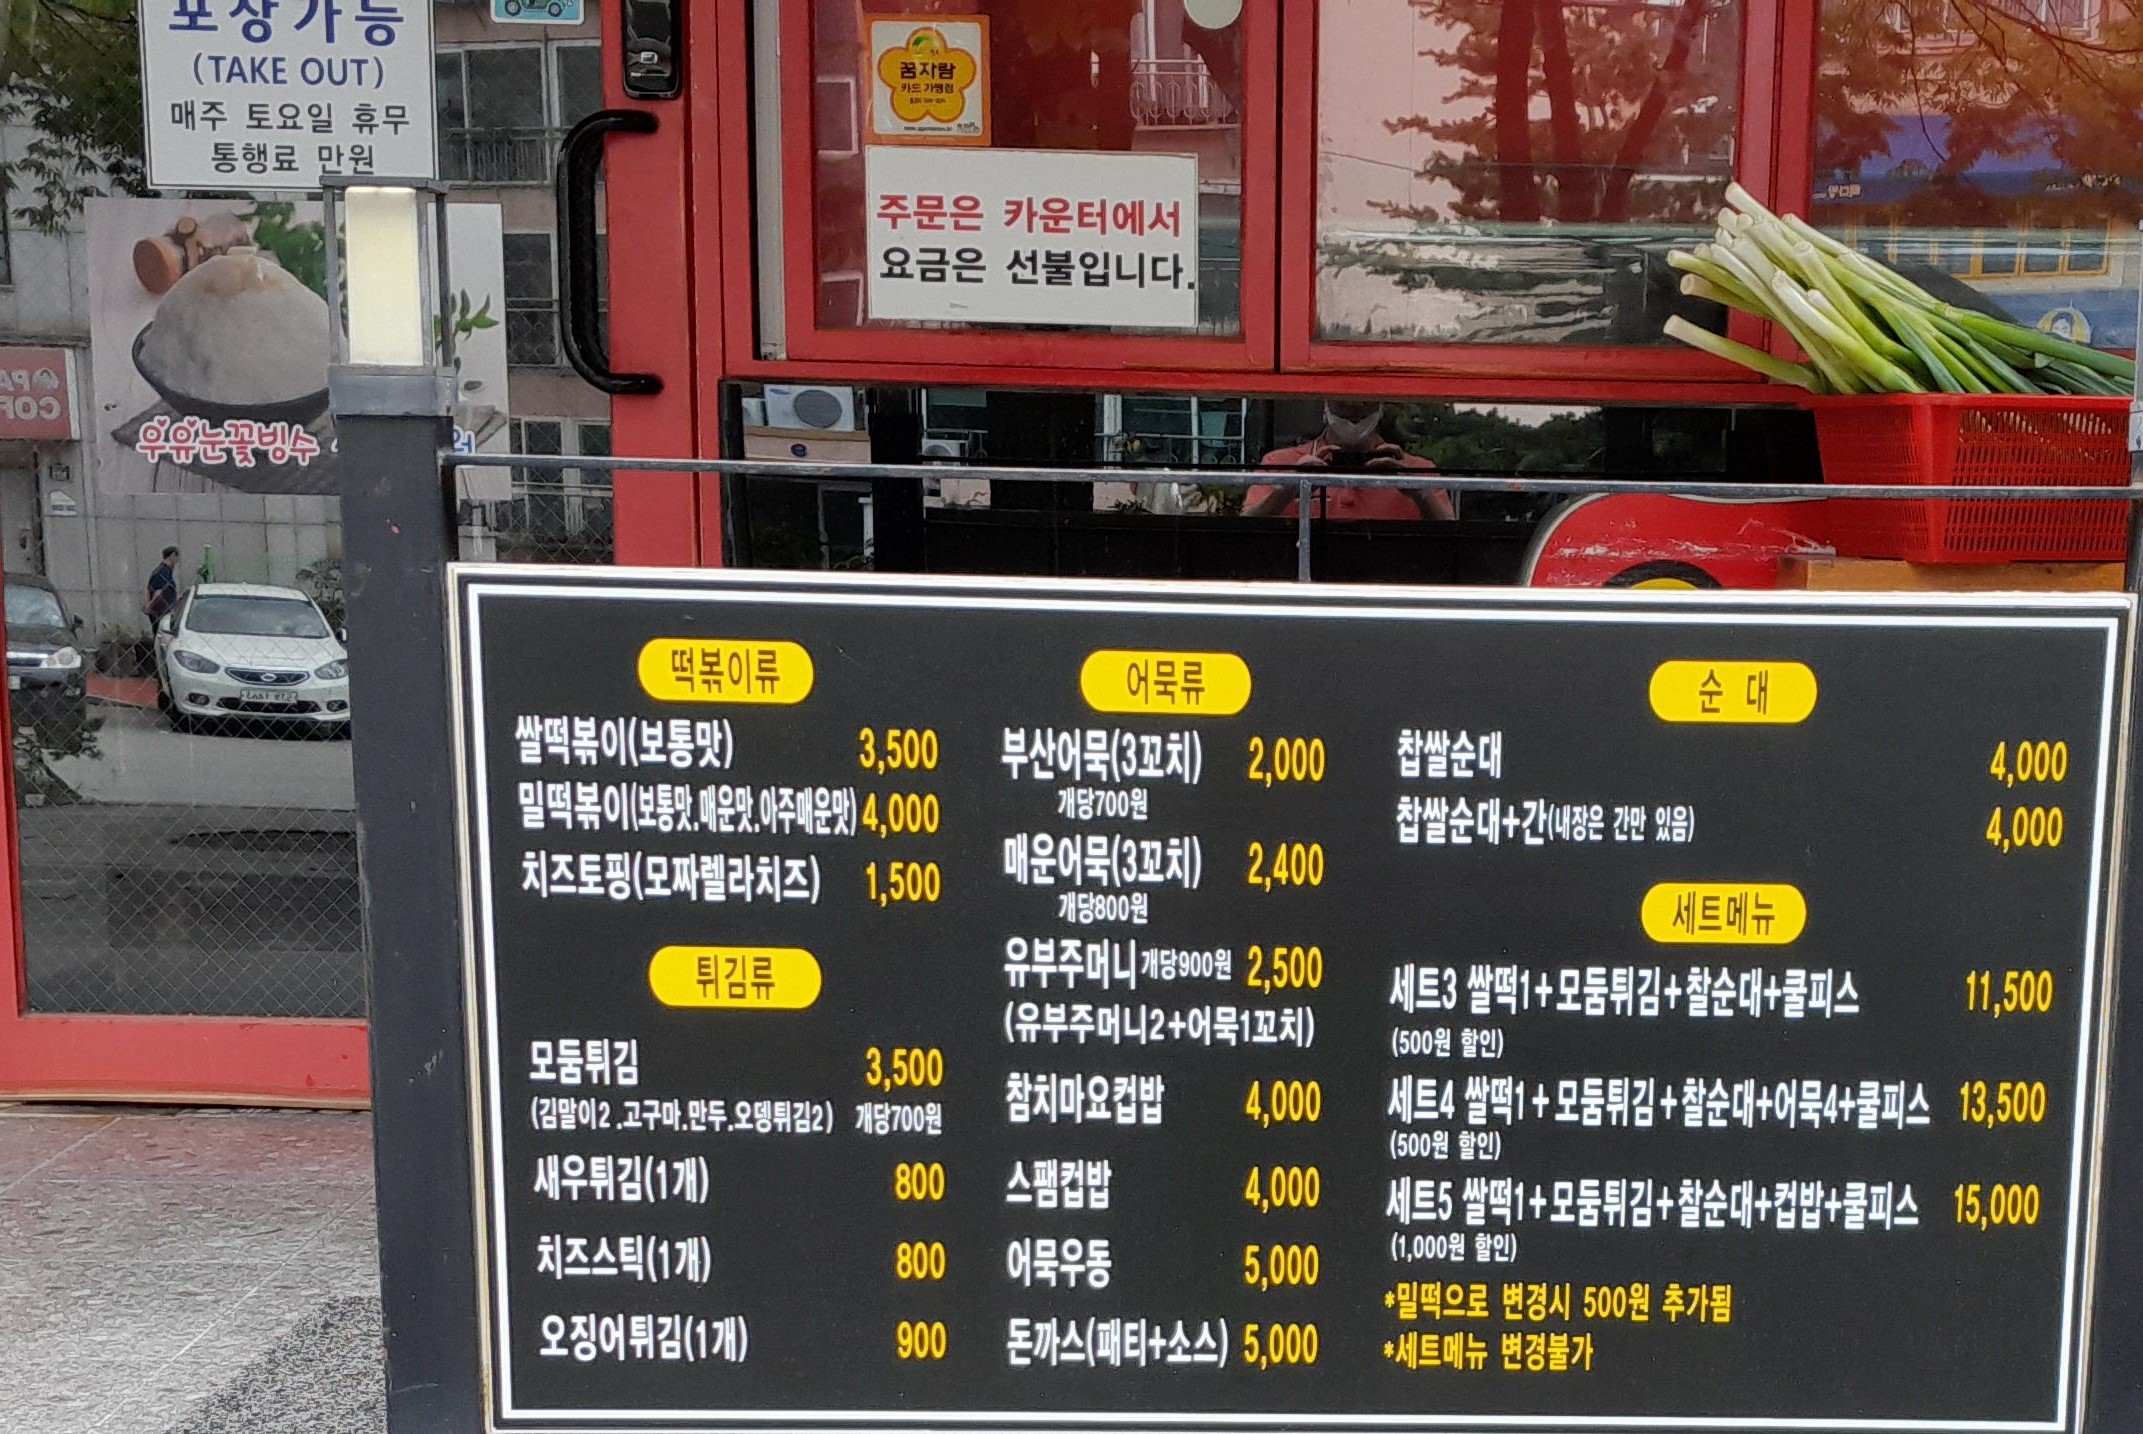 포장가능
(TAKE OUT)
매주 토요일 휴무
통행료 만원
꿈자람
카드가맹점
주문은 카운터에서
요금은 선불입니다.
우유눈꽃빙수
떡볶이류
쌀떡볶이(보통맛) 3,500
밀떡볶이(보통맛.매운맛.아주매운맛) 4,000
치즈토핑(모짜렐라치즈) 1,500
튀김류
모둠튀김 3,500
(김말이2.고구마.만두.오뎅튀김2) 개당700원
새우튀김(1개) 800
치즈스틱(1개) 800
오징어튀김(1개) 900
어묵류
부산어묵(3꼬치) 2,000
개당700원
매운어묵(3꼬치) 2,400
개당800원
유부주머니 개당900원 2,500
(유부주머니2+어묵1꼬치)
참치마요컵밥 4,000
스팸컵밥 4,000
어묵우동 5,000
돈까스(패티+소스) 5,000
순 대
찹쌀순대 4,000
찹쌀순대+간(내장은 간만 있음) 4,000
세트메뉴
세트3 쌀떡1+모둠튀김+찰순대+쿨피스 11,500
(500원 할인)
세트4 쌀떡1+모둠튀김+찰순대+어묵4+쿨피스 13,500
(500원 할인)
세트5 쌀떡1+모둠튀김+찰순대+컵밥+쿨피스 15,000
(1,000원 할인)
*밀떡으로 변경시 500원 추가됨
*세트메뉴 변경불가